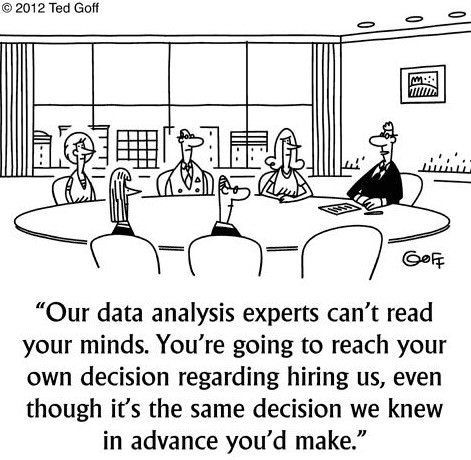 © 2012 Ted Goff
GOFF
“Our data analysis experts can’t read
your minds. You’re going to reach your
own decision regarding hiring us, even
though it’s the same decision we knew
in advance you’d make.”